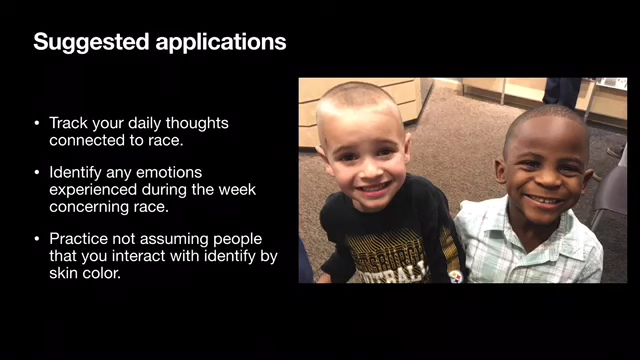 Suggested applications
• Track your daily thoughts
connected to race.
• Identify any emotions
experienced during the week
concerning race.
• Practice not assuming people
that you interact with identify by
skin color.